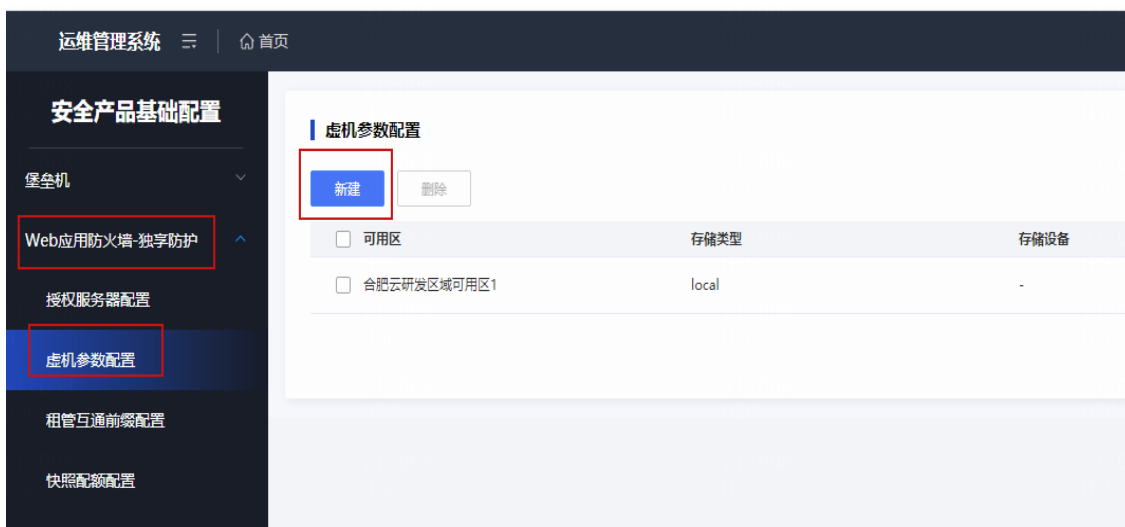 运维管理系统 首页
安全产品基础配置
堡垒机
Web应用防火墙-独享防护
授权服务器配置
虚机参数配置
租管互通前缀配置
快照配额配置
虚机参数配置
新建 删除
可用区 存储类型 存储设备
合肥云研发区域可用区1 local -